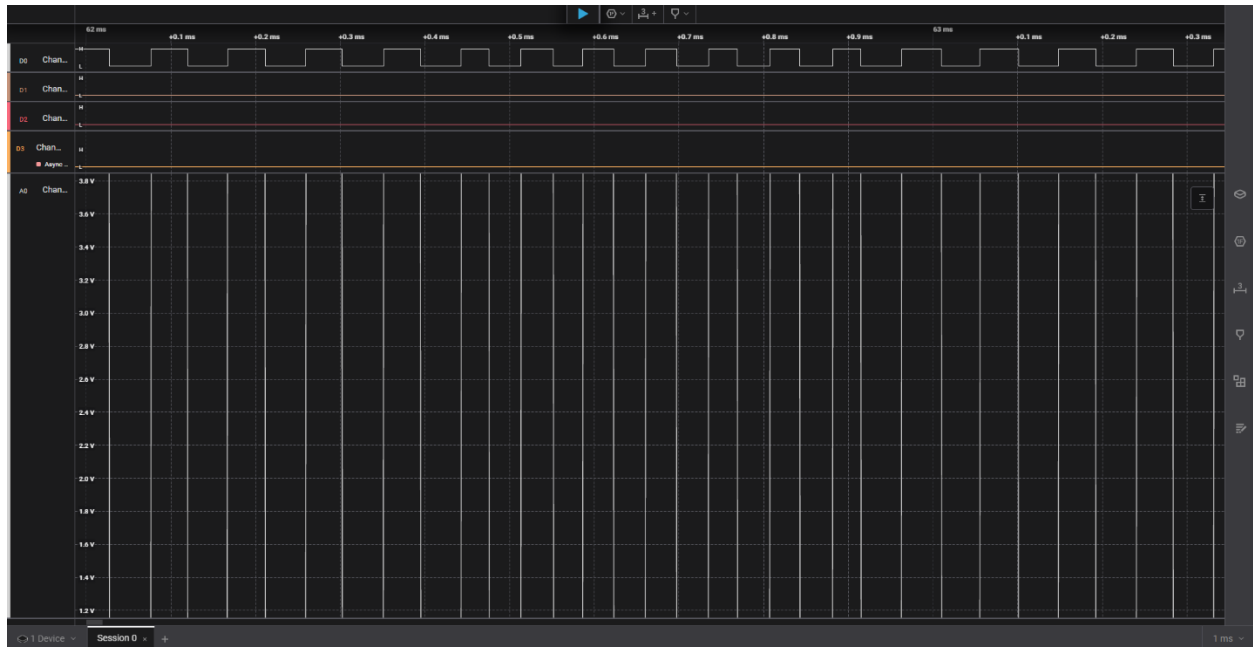 62 ms 63 ms
+0.1 ms +0.2 ms +0.3 ms +0.4 ms +0.5 ms +0.6 ms +0.7 ms +0.8 ms +0.9 ms +0.1 ms +0.2 ms +0.3 ms
H
D0 Chan...
L
H
D1 Chan...
L
H
D2 Chan...
L
D3 Chan...
H
Async ...
L
3.8 V
A0 Chan...
3.6 V
3.4 V
3.2 V
3.0 V
2.8 V
2.6 V
2.4 V
2.2 V
2.0 V
1.8 V
1.6 V
1.4 V
1.2 V
1 Device Session 0 × + 1 ms